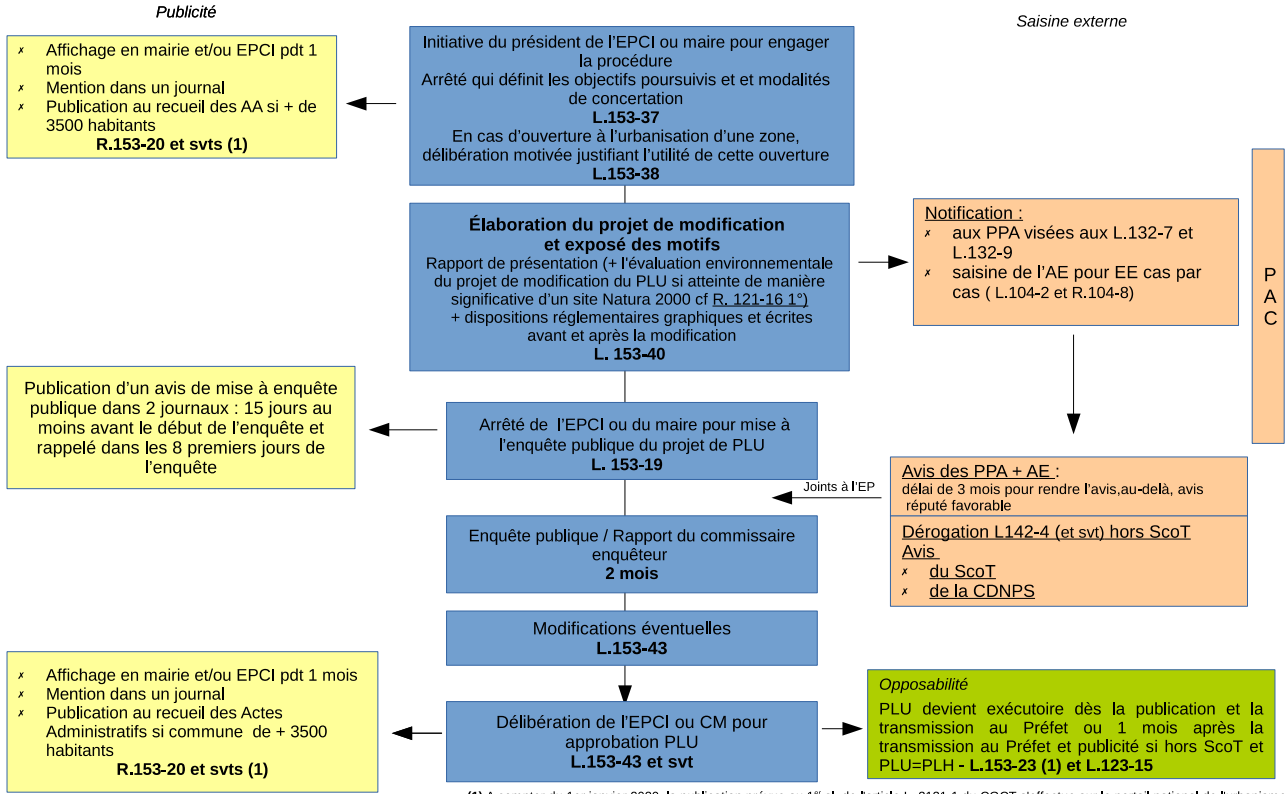 Publicité
Saisine externe
✗ Affichage en mairie et/ou EPCI pdt 1
mois
✗ Mention dans un journal
✗ Publication au recueil des AA si + de
3500 habitants
R.153-20 et svts (1)
Initiative du président de l'EPCI ou maire pour engager
la procédure
Arrêté qui définit les objectifs poursuivis et et modalités
de concertation
L.153-37
En cas d'ouverture à l'urbanisation d'une zone,
délibération motivée justifiant l'utilité de cette ouverture
L.153-38
Élaboration du projet de modification
et exposé des motifs
Rapport de présentation (+ l'évaluation environnementale
du projet de modification du PLU si atteinte de manière
significative d'un site Natura 2000 cf R. 121-16 1°)
+ dispositions réglementaires graphiques et écrites
avant et après la modification
L. 153-40
Notification :
✗ aux PPA visées aux L.132-7 et
L.132-9
✗ saisine de l'AE pour EE cas par
cas ( L.104-2 et R.104-8)
P
A
C
Publication d'un avis de mise à enquête
publique dans 2 journaux : 15 jours au
moins avant le début de l'enquête et
rappelé dans les 8 premiers jours de
l'enquête
Arrêté de l'EPCI ou du maire pour mise à
l'enquête publique du projet de PLU
L. 153-19
Joints à l'EP
Avis des PPA + AE :
délai de 3 mois pour rendre l'avis,au-delà, avis
réputé favorable
Dérogation L142-4 (et svt) hors ScoT
Avis
✗ du ScoT
✗ de la CDNPS
Enquête publique / Rapport du commissaire
enquêteur
2 mois
Modifications éventuelles
L.153-43
✗ Affichage en mairie et/ou EPCI pdt 1 mois
✗ Mention dans un journal
✗ Publication au recueil des Actes
Administratifs si commune de + 3500
habitants
R.153-20 et svts (1)
Délibération de l'EPCI ou CM pour
approbation PLU
L.153-43 et svt
Opposabilité
PLU devient exécutoire dès la publication et la
transmission au Préfet ou 1 mois après la
transmission au Préfet et publicité si hors ScoT et
PLU=PLH - L.153-23 (1) et L.123-15